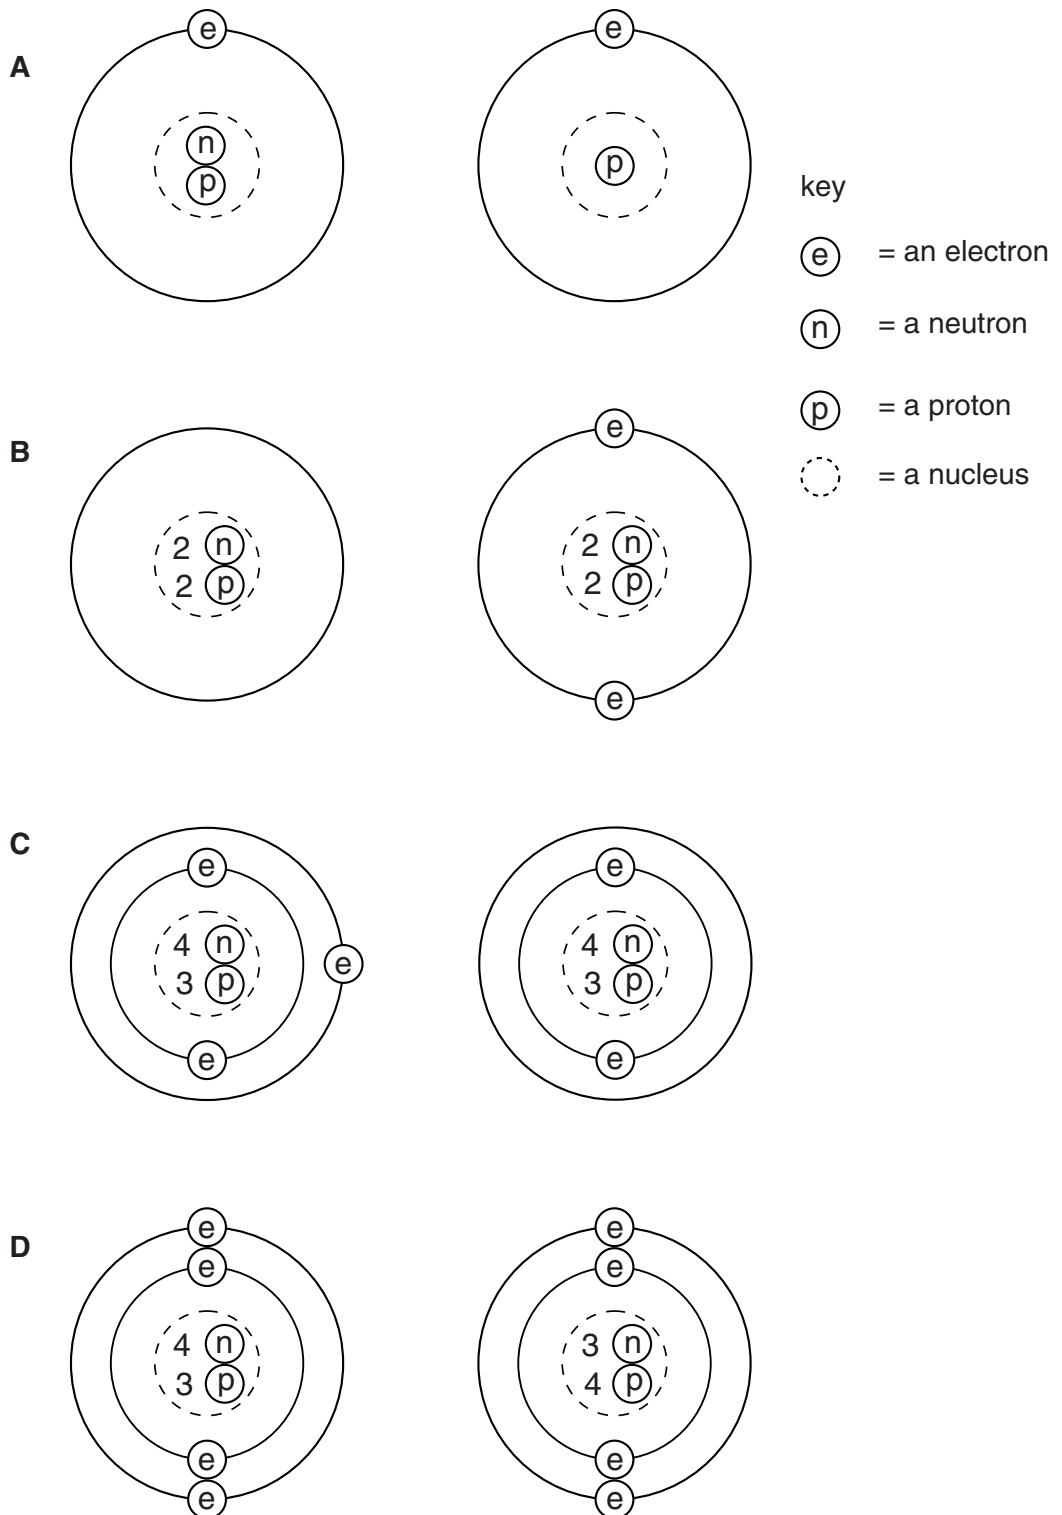 e e
A
n
p p
key
e = an electron
n = a neutron
p = a proton
= a nucleus
B e
2 n 2 n
2 p 2 p
e
C
e e
4 n 4 n
e
3 p 3 p
e e
e e
D
e e
4 n 3 n
3 p 4 p
e e
e e